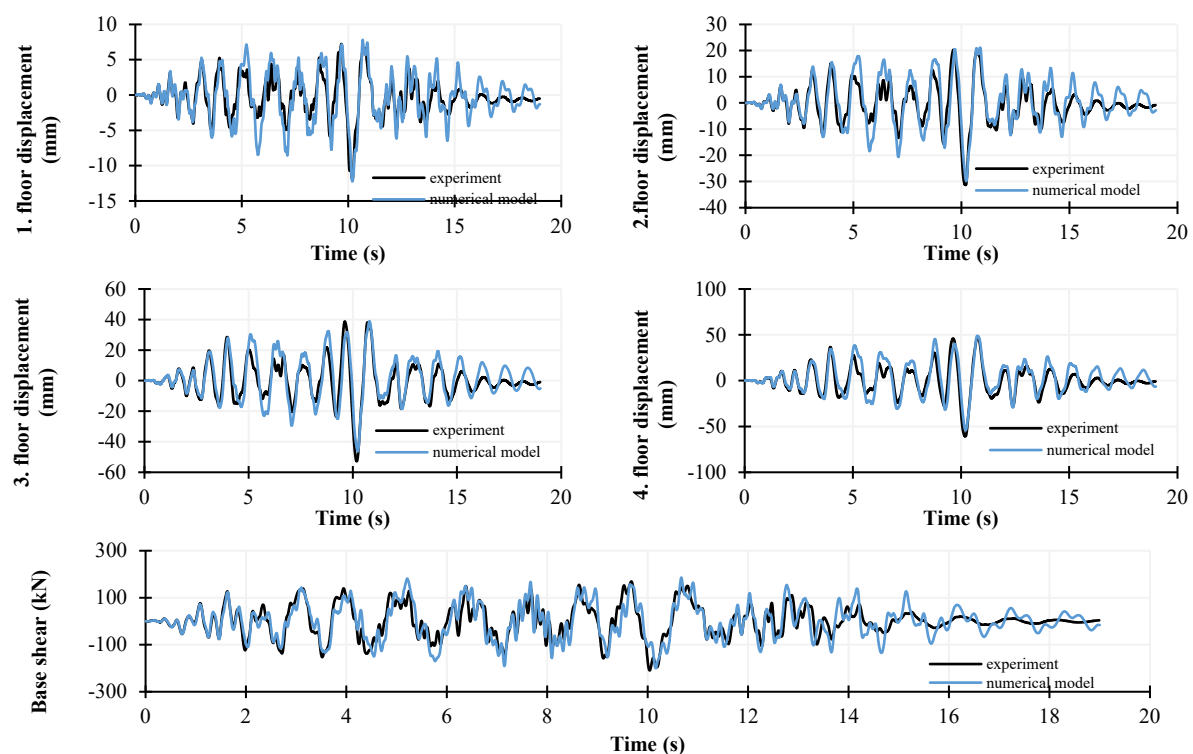 1. floor displacement
(mm)
10
5
0
-5
-10
-15
0
5
10
15
20
experiment
numerical model
Time (s)
2.floor displacement
(mm)
30
20
10
0
-10
-20
-30
-40
0
5
10
15
20
experiment
numerical model
Time (s)
3. floor displacement
(mm)
60
40
20
0
-20
-40
-60
0
5
10
15
20
experiment
numerical model
Time (s)
4. floor displacement
(mm)
100
50
0
-50
-100
0
5
10
15
20
experiment
numerical model
Time (s)
Base shear (kN)
300
100
-100
-300
0
2
4
6
8
10
12
14
16
18
20
experiment
numerical model
Time (s)